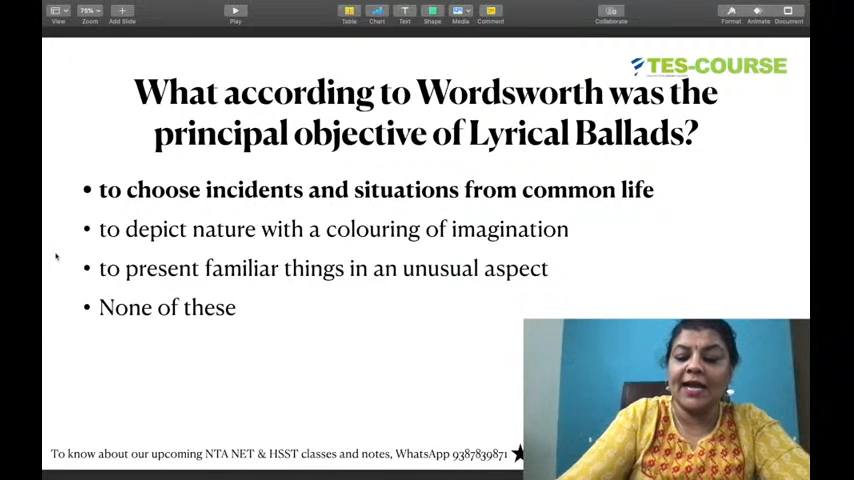 View
75%
Zoom
Add Slide
Play
Table
Chart
Text
Shape
Media
Comment
Collaborate
Format
Animate
Document
TES-COURSE
What according to Wordsworth was the
principal objective of Lyrical Ballads?
• to choose incidents and situations from common life
• to depict nature with a colouring of imagination
• to present familiar things in an unusual aspect
• None of these
To know about our upcoming NTA NET & HSST classes and notes, WhatsApp 9387839871